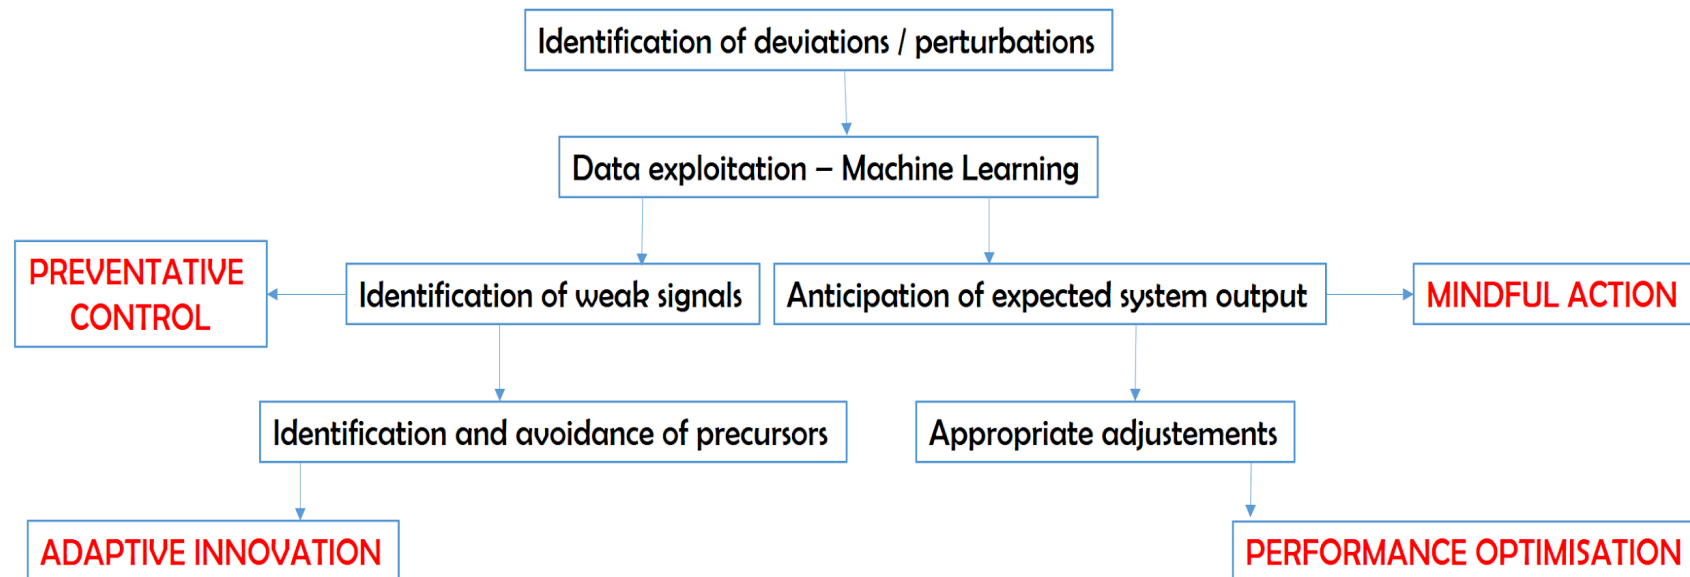 Identification of deviations / perturbations
Data exploitation – Machine Learning
PREVENTATIVE
CONTROL
Identification of weak signals
Anticipation of expected system output
MINDFUL ACTION
Identification and avoidance of precursors
Appropriate adjustements
ADAPTIVE INNOVATION
PERFORMANCE OPTIMISATION